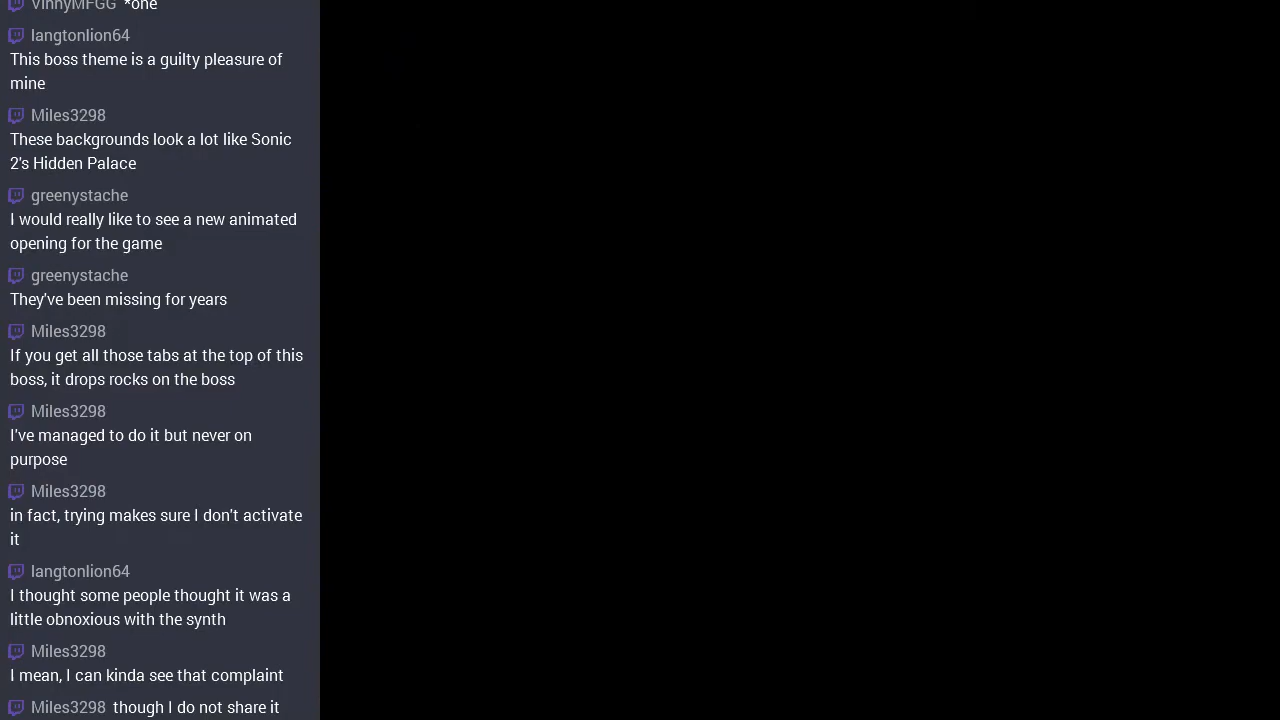 VinnyMFGG *one
langtonlion64
This boss theme is a guilty pleasure of
mine
Miles3298
These backgrounds look a lot like Sonic
2's Hidden Palace
greenystache
I would really like to see a new animated
opening for the game
greenystache
They've been missing for years
Miles3298
If you get all those tabs at the top of this
boss, it drops rocks on the boss
Miles3298
I've managed to do it but never on
purpose
Miles3298
in fact, trying makes sure I don't activate
it
langtonlion64
I thought some people thought it was a
little obnoxious with the synth
Miles3298
I mean, I can kinda see that complaint
Miles3298 though I do not share it